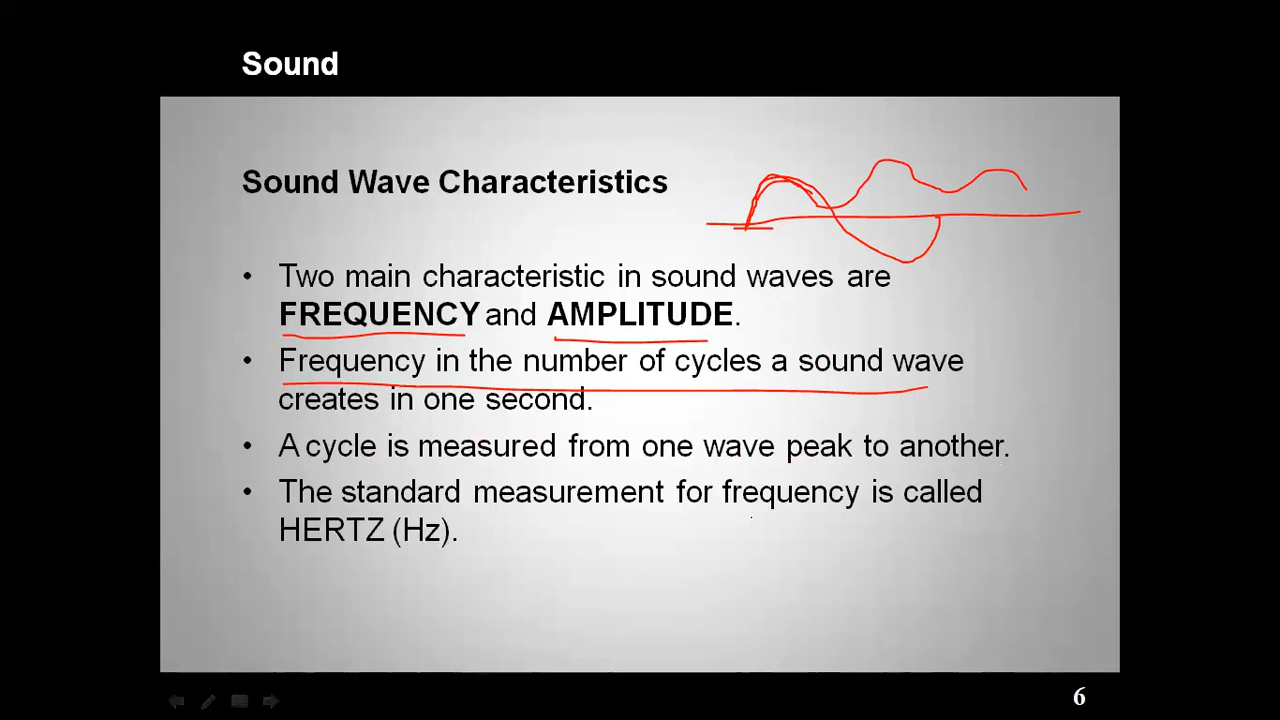 Sound
Sound Wave Characteristics
• Two main characteristic in sound waves are
FREQUENCY and AMPLITUDE.
• Frequency in the number of cycles a sound wave
creates in one second.
• A cycle is measured from one wave peak to another.
• The standard measurement for frequency is called
HERTZ (Hz).
6